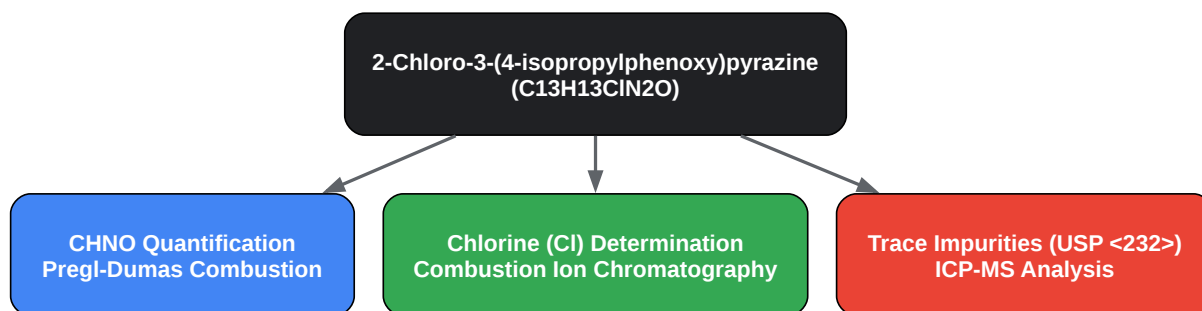 2-Chloro-3-(4-isopropylphenoxy)pyrazine
(C13H13ClN2O)
CHNO Quantification
Pregl-Dumas Combustion
Chlorine (Cl) Determination
Combustion Ion Chromatography
Trace Impurities (USP <232>)
ICP-MS Analysis